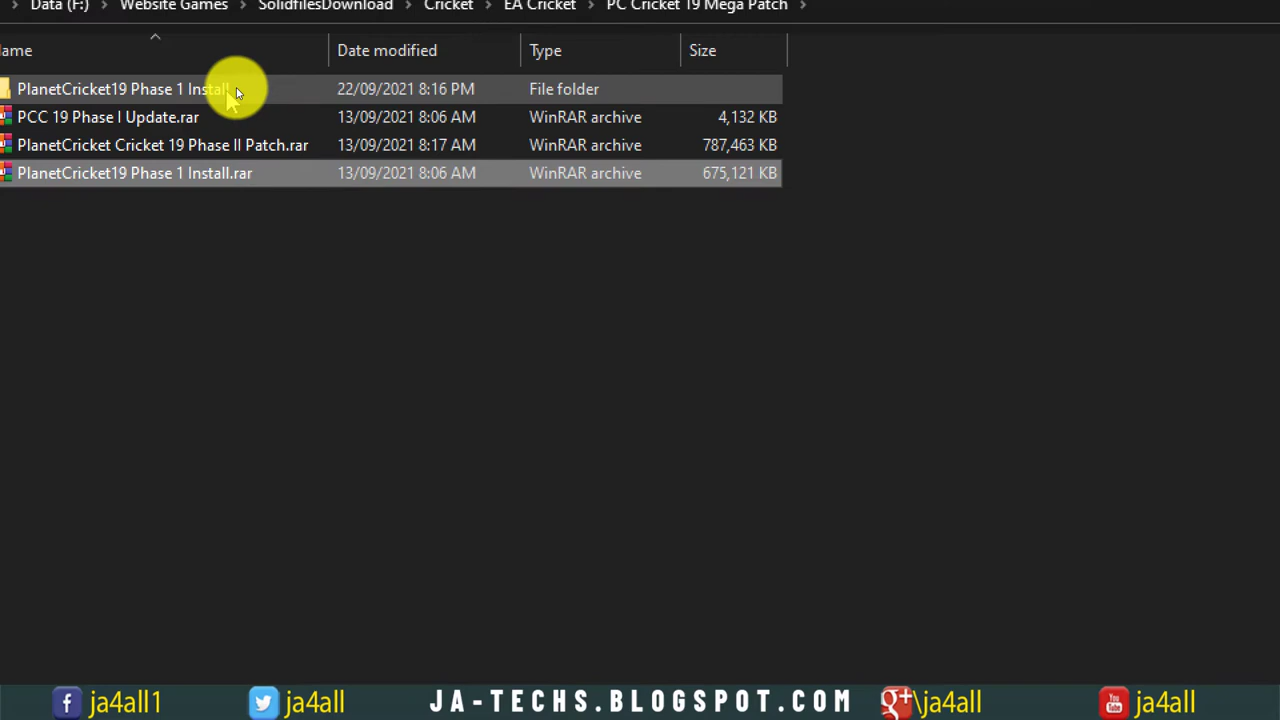 Data (F:) > Website Games > SolidfilesDownload > Cricket > EA Cricket > PC Cricket 19 Mega Patch >
ame Date modified Type Size
PlanetCricket19 Phase 1 Install 22/09/2021 8:16 PM File folder
PCC 19 Phase I Update.rar 13/09/2021 8:06 AM WinRAR archive 4,132 KB
PlanetCricket Cricket 19 Phase II Patch.rar 13/09/2021 8:17 AM WinRAR archive 787,463 KB
PlanetCricket19 Phase 1 Install.rar 13/09/2021 8:06 AM WinRAR archive 675,121 KB
f ja4all1 ja4all JA-TECHS.BLOGSPOT.COM g+ \ja4all You Tube ja4all